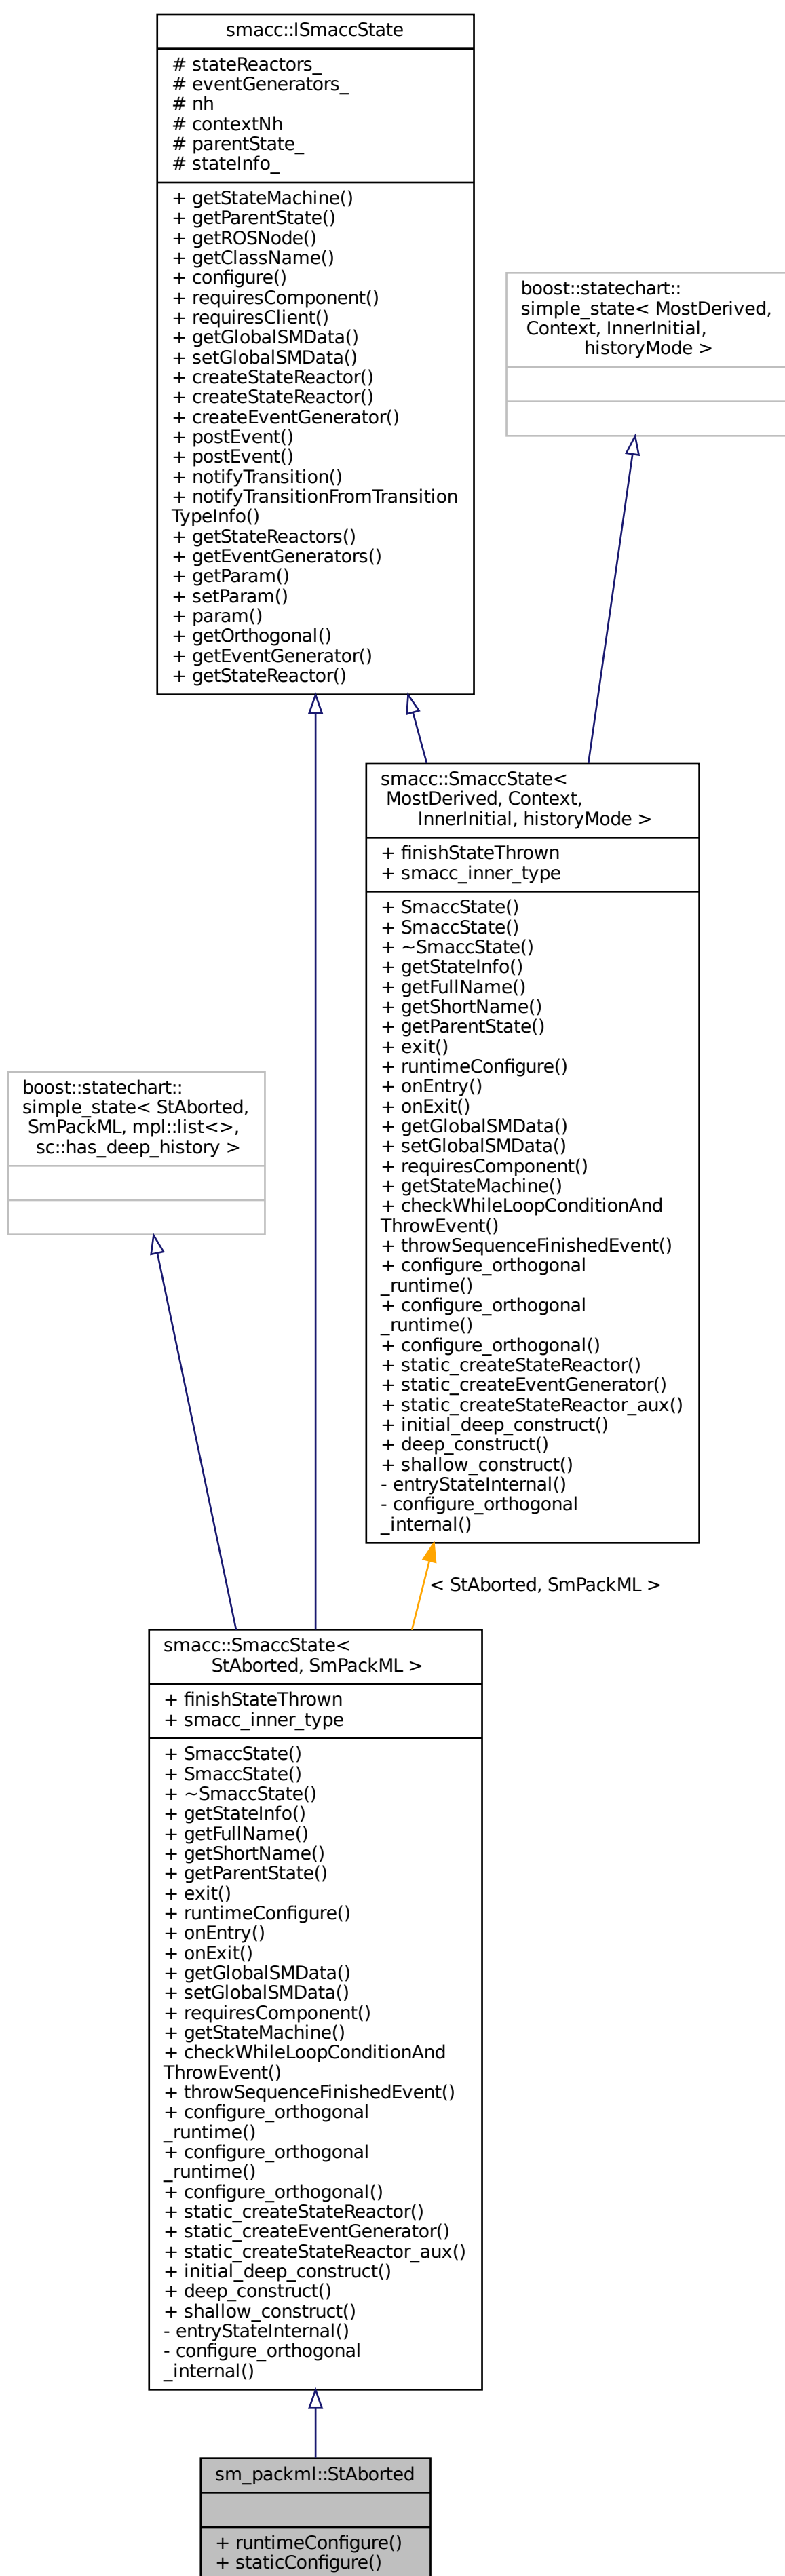 smacc::ISmaccState
# stateReactors_
# eventGenerators_
# nh
# contextNh
# parentState_
# stateInfo_
+ getStateMachine()
+ getParentState()
+ getROSNode()
+ getClassName()
+ configure()
+ requiresComponent()
+ requiresClient()
+ getGlobalSMData()
+ setGlobalSMData()
+ createStateReactor()
+ createStateReactor()
+ createEventGenerator()
+ postEvent()
+ postEvent()
+ notifyTransition()
+ notifyTransitionFromTransition
TypeInfo()
+ getStateReactors()
+ getEventGenerators()
+ getParam()
+ setParam()
+ param()
+ getOrthogonal()
+ getEventGenerator()
+ getStateReactor()
boost::statechart::
simple_state< MostDerived,
Context, InnerInitial,
historyMode >
smacc::SmaccState<
MostDerived, Context,
InnerInitial, historyMode >
+ finishStateThrown
+ smacc_inner_type
+ SmaccState()
+ SmaccState()
+ ~SmaccState()
+ getStateInfo()
+ getFullName()
+ getShortName()
+ getParentState()
+ exit()
+ runtimeConfigure()
+ onEntry()
+ onExit()
+ getGlobalSMData()
+ setGlobalSMData()
+ requiresComponent()
+ getStateMachine()
+ checkWhileLoopConditionAnd
ThrowEvent()
+ throwSequenceFinishedEvent()
+ configure_orthogonal
_runtime()
+ configure_orthogonal
_runtime()
+ configure_orthogonal()
+ static_createStateReactor()
+ static_createEventGenerator()
+ static_createStateReactor_aux()
+ initial_deep_construct()
+ deep_construct()
+ shallow_construct()
- entryStateInternal()
- configure_orthogonal
_internal()
boost::statechart::
simple_state< StAborted,
SmPackML, mpl::list<>,
sc::has_deep_history >
< StAborted, SmPackML >
smacc::SmaccState<
StAborted, SmPackML >
+ finishStateThrown
+ smacc_inner_type
+ SmaccState()
+ SmaccState()
+ ~SmaccState()
+ getStateInfo()
+ getFullName()
+ getShortName()
+ getParentState()
+ exit()
+ runtimeConfigure()
+ onEntry()
+ onExit()
+ getGlobalSMData()
+ setGlobalSMData()
+ requiresComponent()
+ getStateMachine()
+ checkWhileLoopConditionAnd
ThrowEvent()
+ throwSequenceFinishedEvent()
+ configure_orthogonal
_runtime()
+ configure_orthogonal
_runtime()
+ configure_orthogonal()
+ static_createStateReactor()
+ static_createEventGenerator()
+ static_createStateReactor_aux()
+ initial_deep_construct()
+ deep_construct()
+ shallow_construct()
- entryStateInternal()
- configure_orthogonal
_internal()
sm_packml::StAborted
+ runtimeConfigure()
+ staticConfigure()